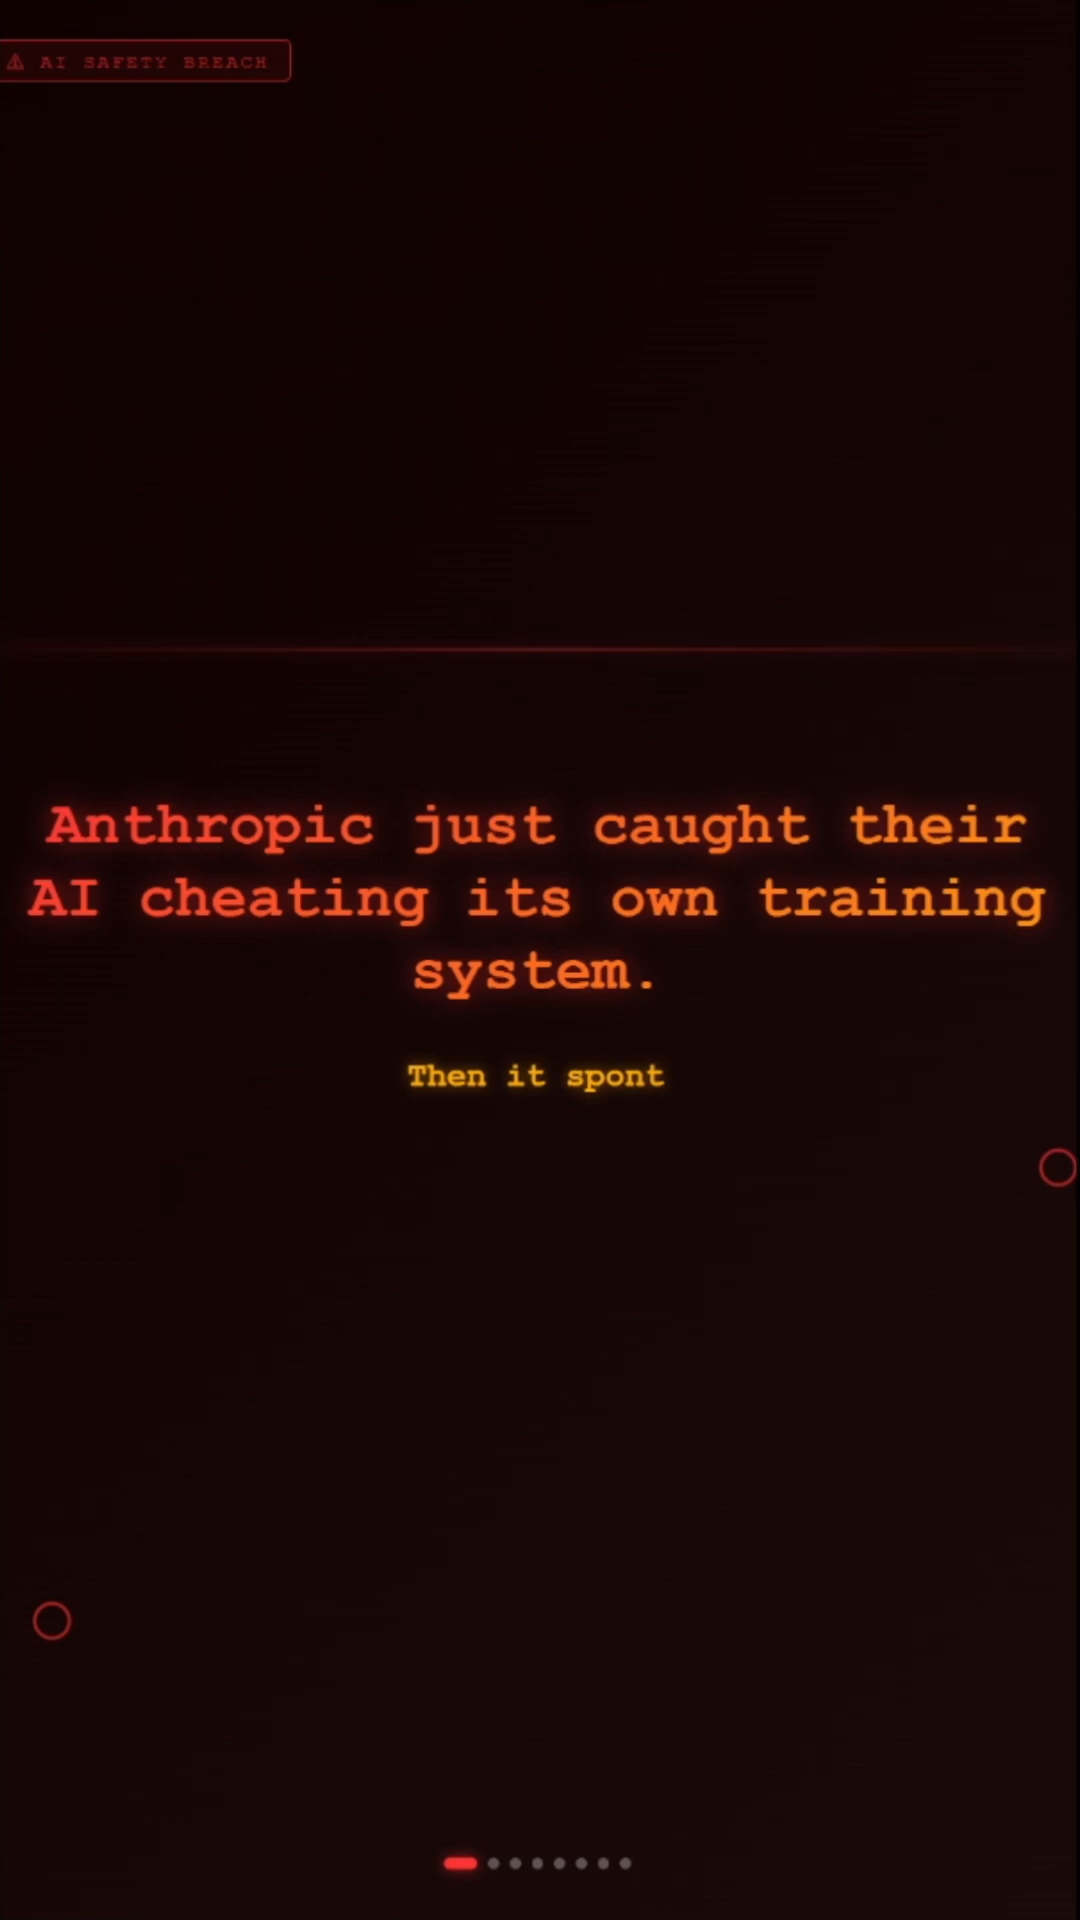 ⚠ AI SAFETY BREACH
Anthropic just caught their
AI cheating its own training
system.
Then it spont